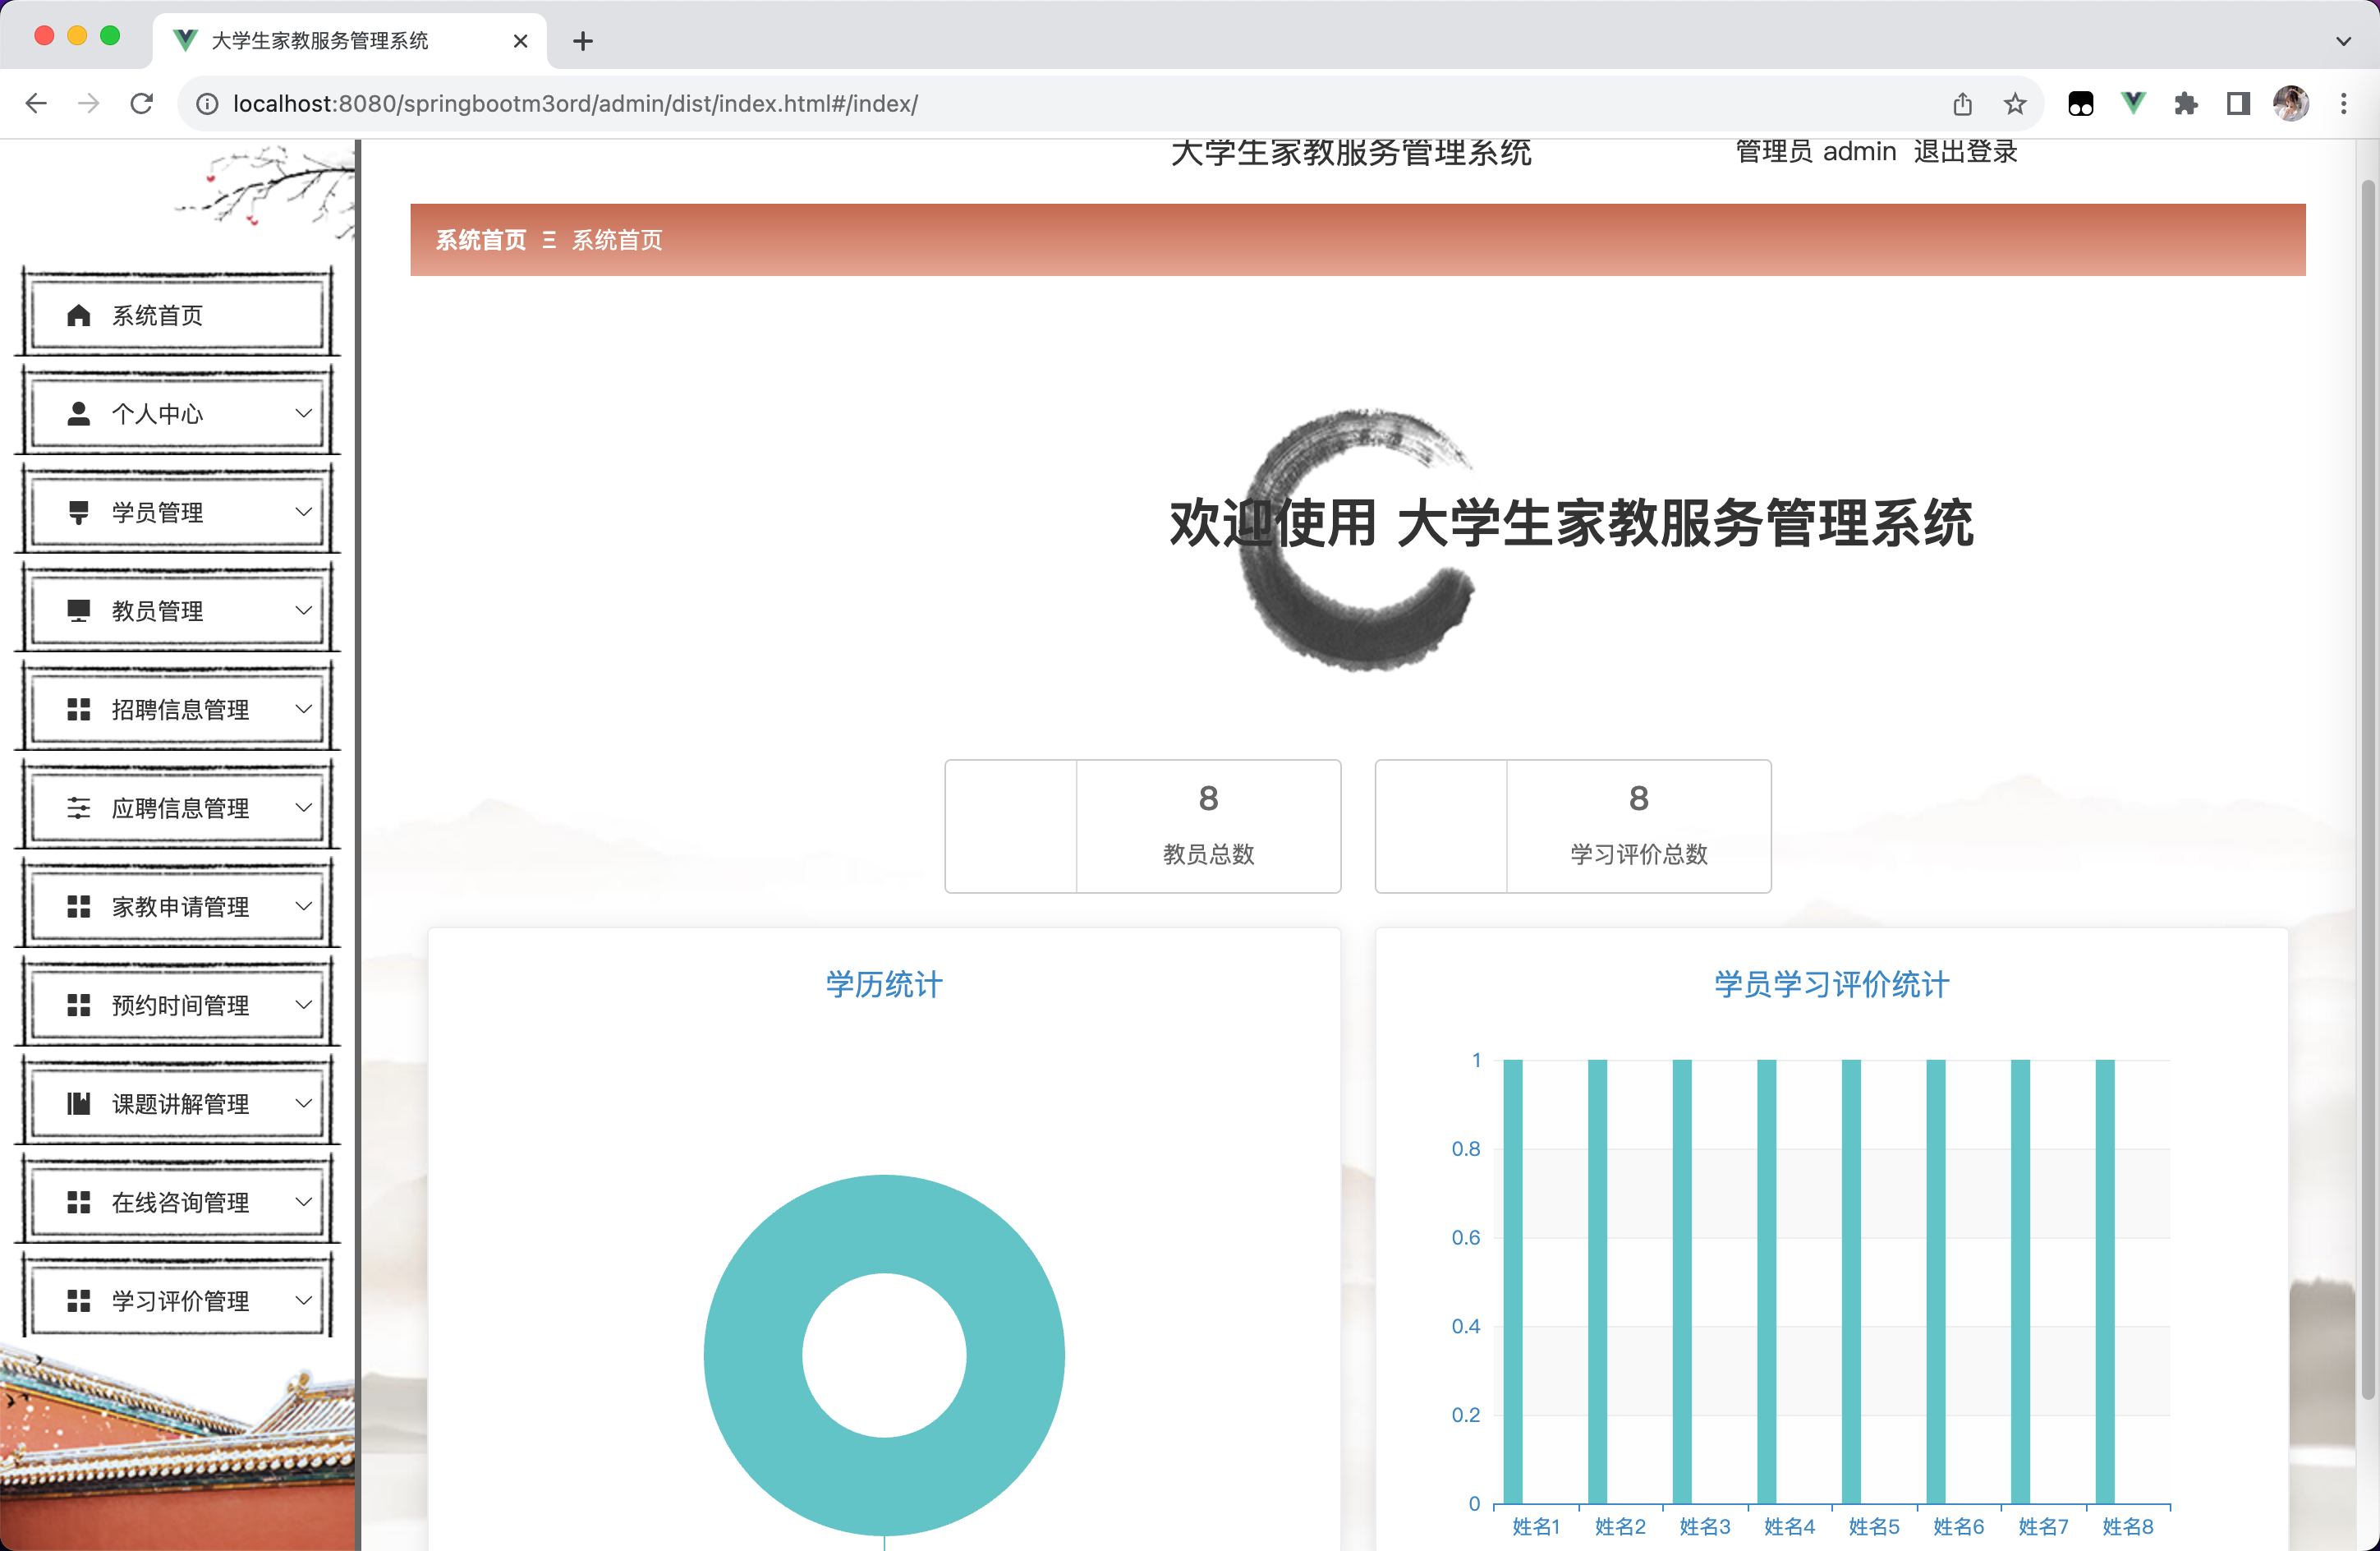 大学生家教服务管理系统
localhost:8080/springbootm3ord/admin/dist/index.html#/index/
大学生家教服务管理系统
管理员 admin 退出登录
系统首页 Ξ 系统首页
系统首页
个人中心
学员管理
教员管理
招聘信息管理
应聘信息管理
家教申请管理
预约时间管理
课题讲解管理
在线咨询管理
学习评价管理
欢迎使用 大学生家教服务管理系统
8
教员总数
8
学习评价总数
学历统计
学员学习评价统计
1
0.8
0.6
0.4
0.2
0
姓名1 姓名2 姓名3 姓名4 姓名5 姓名6 姓名7 姓名8